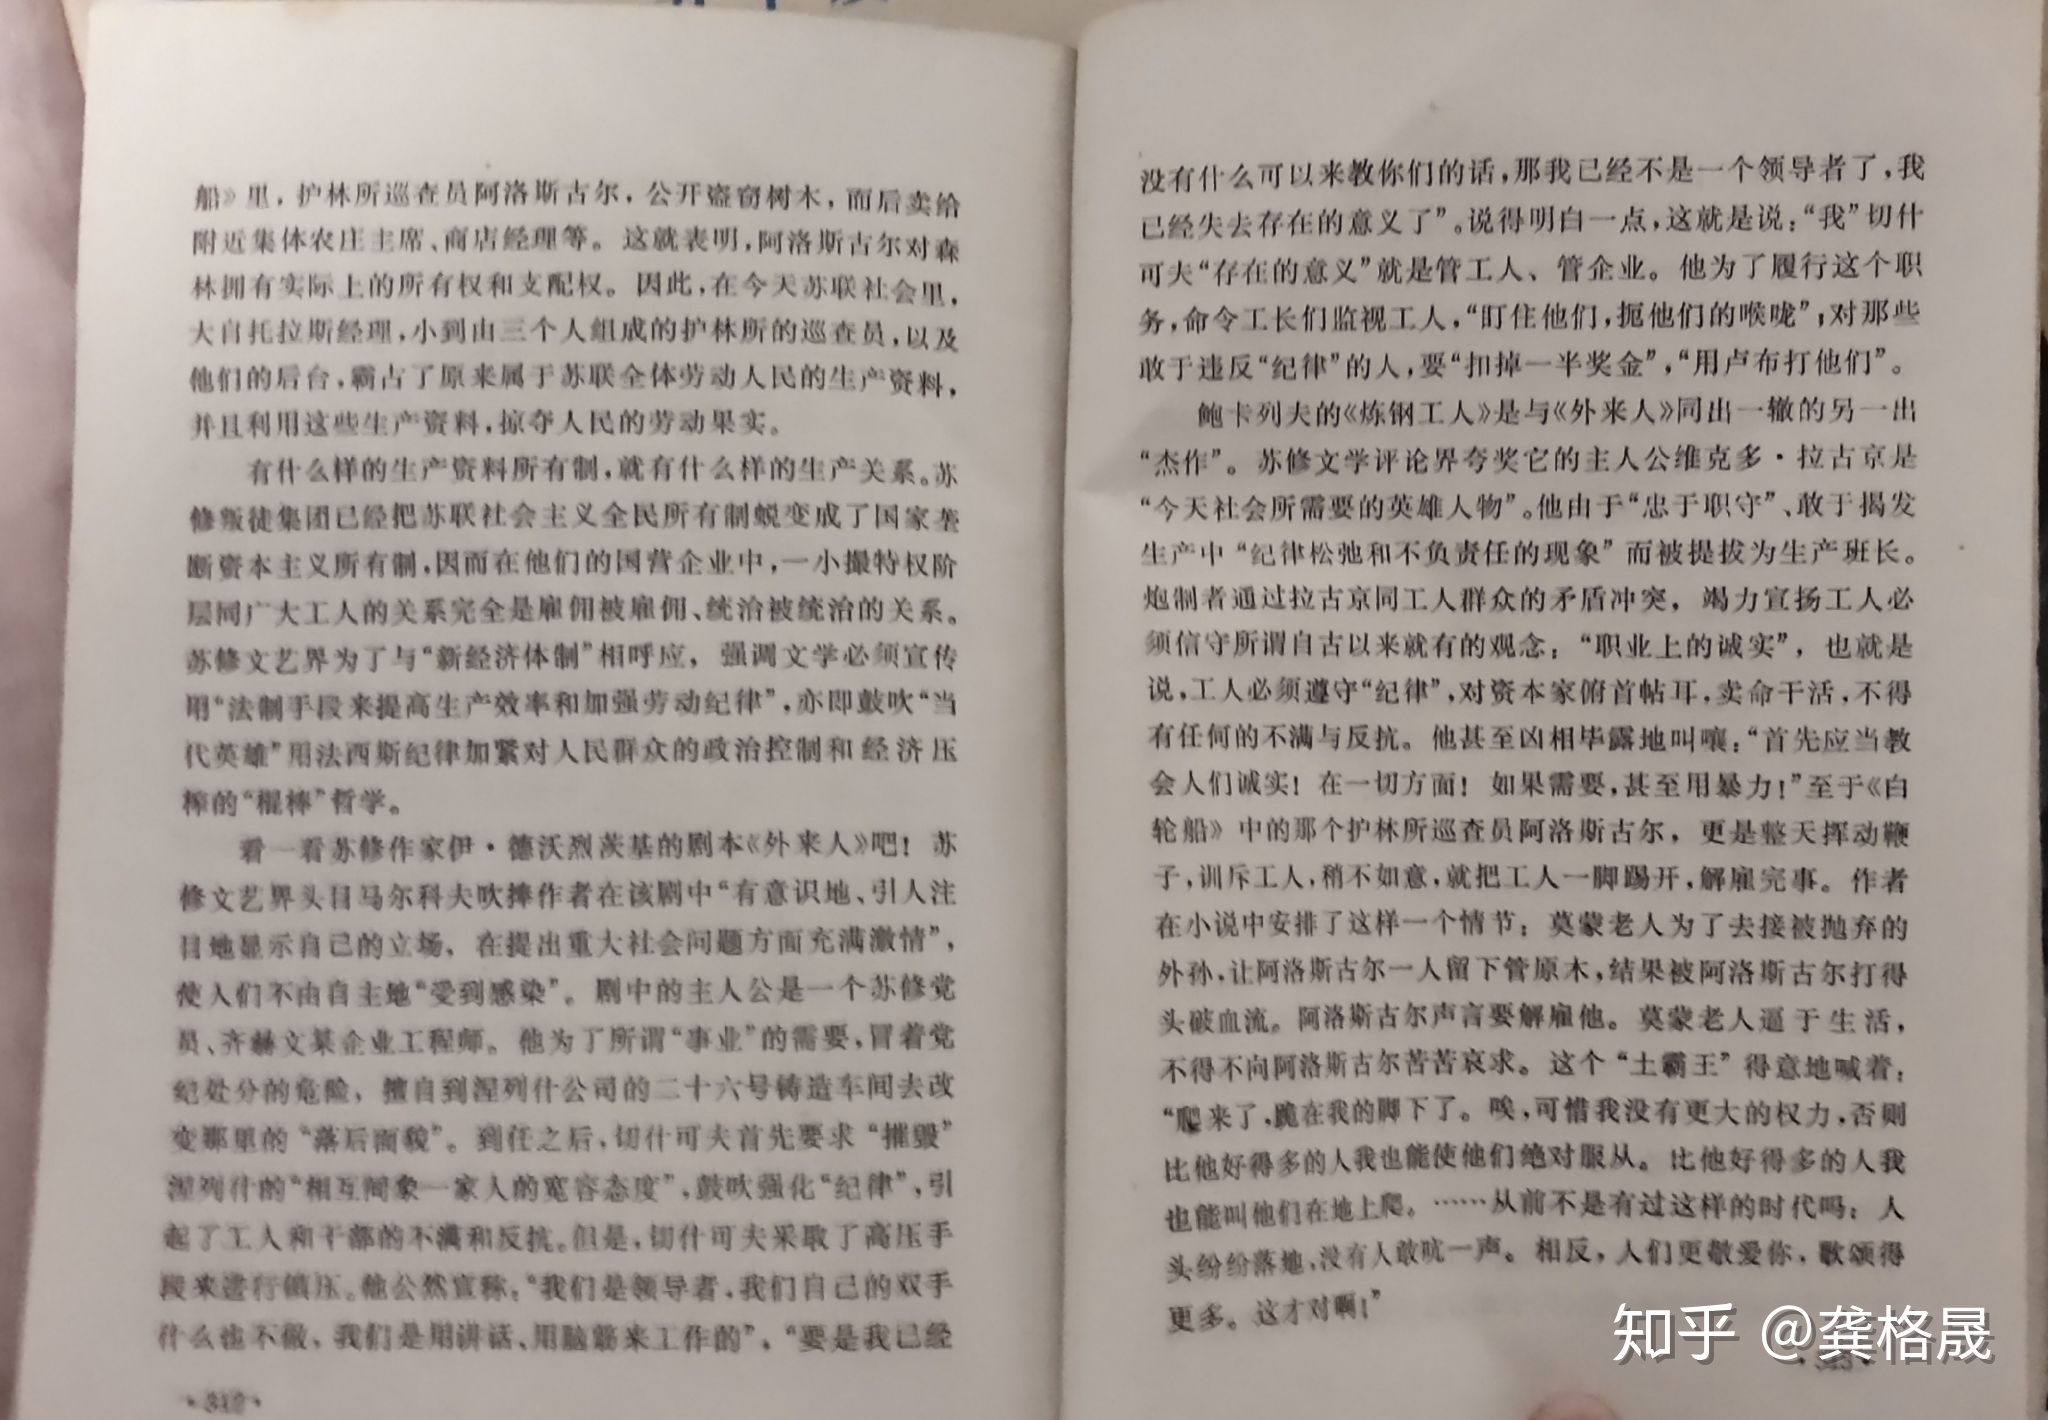 船》里，护林所巡查员阿洛斯古尔，公开盗窃树木，而后卖给
附近集体农庄主席、商店经理等。这就表明，阿洛斯古尔对森
林拥有实际上的所有权和支配权。因此，在今天苏联社会里，
大自托拉斯经理，小到由三个人组成的护林所的巡查员，以及
他们的后台，霸占了原来属于苏联全体劳动人民的生产资料，
并且利用这些生产资料，掠夺人民的劳动果实。
有什么样的生产资料所有制，就有什么样的生产关系。苏
修叛徒集团已经把苏联社会主义全民所有制蜕变成了国家垄
断资本主义所有制，因而在他们的国营企业中，一小撮特权阶
层同广大工人的关系完全是雇佣被雇佣、统治被统治的关系。
苏修文艺界为了与“新经济体制”相呼应，强调文学必须宣传
用“法制手段来提高生产效率和加强劳动纪律”，亦即鼓吹“当
代英雄”用法西斯纪律加紧对人民群众的政治控制和经济压
榨的“棍棒”哲学。
看一看苏修作家伊·德沃烈茨基的剧本《外来人》吧！苏
修文艺界头目马尔科夫吹捧作者在该剧中“有意识地、引人注
目地显示自己的立场，在提出重大社会问题方面充满激情”，
使人们不由自主地“受到感染”。剧中的主人公是一个苏修党
员、齐赫文某企业工程师。他为了所谓“事业”的需要，冒着党
纪处分的危险，擅自到涅列什公司的二十六号铸造车间去改
变那里的“落后面貌”。到任之后，切什可夫首先要求“摧毁”
涅列什的“相互间象一家人的宽容态度”，鼓吹强化“纪律”，引
起了工人和干部的不满和反抗。但是，切什可夫采取了高压手
段来进行镇压。他公然宣称，“我们是领导者，我们自己的双手
什么也不做，我们是用讲话、用脑筋来工作的”，“要是我已经
·312·
没有什么可以来教你们的话，那我已经不是一个领导者了，我
已经失去存在的意义了”。说得明白一点，这就是说：“我”切什
可夫“存在的意义”就是管工人、管企业。他为了履行这个职
务，命令工长们监视工人，“盯住他们，扼他们的喉咙”；对那些
敢于违反“纪律”的人，要“扣掉一半奖金”，“用卢布打他们”。
鲍卡列夫的《炼钢工人》是与《外来人》同出一辙的另一出
“杰作”。苏修文学评论界夸奖它的主人公维克多·拉古京是
“今天社会所需要的英雄人物”。他由于“忠于职守”、敢于揭发
生产中“纪律松弛和不负责任的现象”而被提拔为生产班长。
炮制者通过拉古京同工人群众的矛盾冲突，竭力宣扬工人必
须信守所谓自古以来就有的观念：“职业上的诚实”，也就是
说，工人必须遵守“纪律”，对资本家俯首帖耳，卖命干活，不得
有任何的不满与反抗。他甚至凶相毕露地叫嚷：“首先应当教
会人们诚实！在一切方面！如果需要，甚至用暴力！”至于《白
轮船》中的那个护林所巡查员阿洛斯古尔，更是整天挥动鞭
子，训斥工人，稍不如意，就把工人一脚踢开，解雇完事。作者
在小说中安排了这样一个情节：莫蒙老人为了去接被抛弃的
外孙，让阿洛斯古尔一人留下管原木，结果被阿洛斯古尔打得
头破血流。阿洛斯古尔声言要解雇他。莫蒙老人逼于生活，
不得不向阿洛斯古尔苦苦哀求。这个“土霸王”得意地喊着：
“爬来了，跪在我的脚下了。唉，可惜我没有更大的权力，否则
比他好得多的人我也能使他们绝对服从。比他好得多的人我
也能叫他们在地上爬。……从前不是有过这样的时代吗：人
头纷纷落地，没有人敢吭一声。相反，人们更敬爱你，歌颂得
更多。这才对啊！”
知乎 @龚格晟